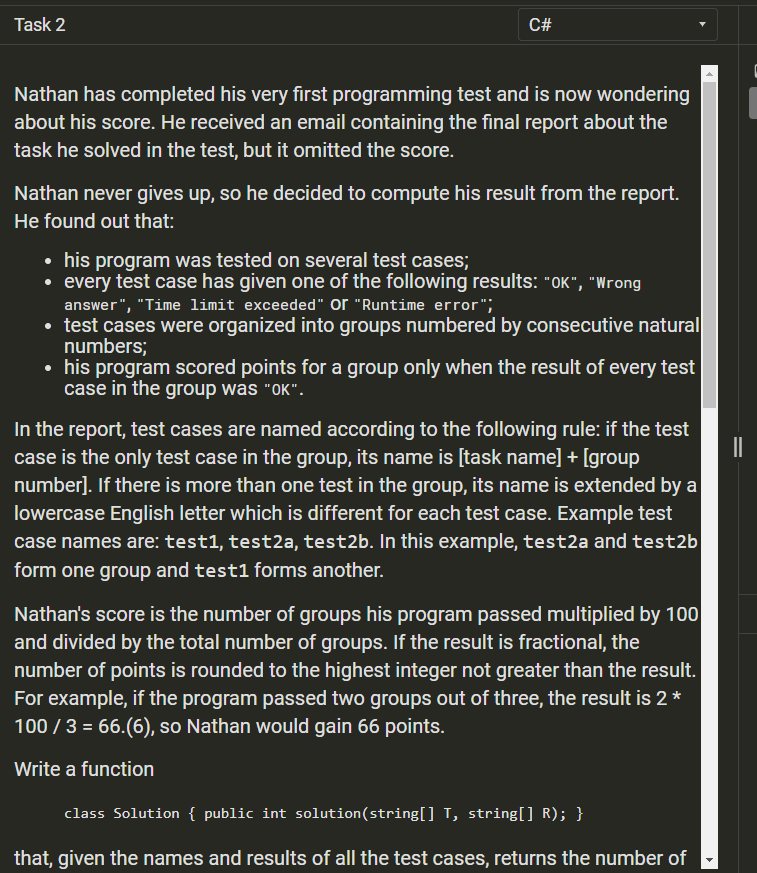 Task 2
C#
Nathan has completed his very first programming test and is now wondering
about his score. He received an email containing the final report about the
task he solved in the test, but it omitted the score.
Nathan never gives up, so he decided to compute his result from the report.
He found out that:
• his program was tested on several test cases;
• every test case has given one of the following results: "OK", "Wrong
answer", "Time limit exceeded" or "Runtime error";
• test cases were organized into groups numbered by consecutive natural
numbers;
• his program scored points for a group only when the result of every test
case in the group was "OK".
In the report, test cases are named according to the following rule: if the test
case is the only test case in the group, its name is [task name] + [group
number]. If there is more than one test in the group, its name is extended by a
lowercase English letter which is different for each test case. Example test
case names are: test1, test2a, test2b. In this example, test2a and test2b
form one group and test1 forms another.
Nathan's score is the number of groups his program passed multiplied by 100
and divided by the total number of groups. If the result is fractional, the
number of points is rounded to the highest integer not greater than the result.
For example, if the program passed two groups out of three, the result is 2 *
100 / 3 = 66.(6), so Nathan would gain 66 points.
Write a function
class Solution { public int solution(string[] T, string[] R); }
that, given the names and results of all the test cases, returns the number of